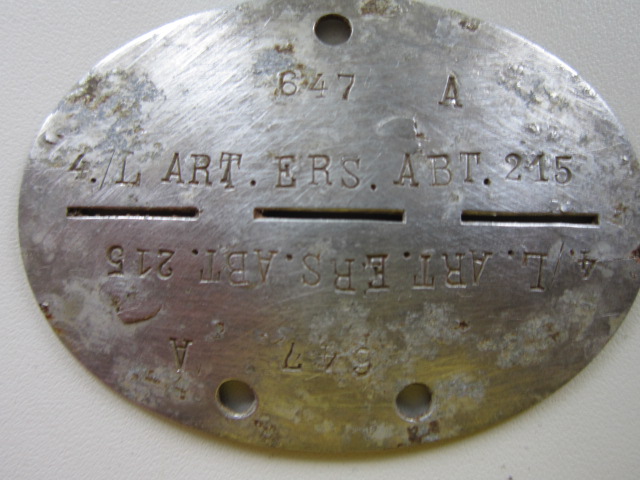 647 A
4./L ART. ERS. ABT. 215
4./L. ART. ERS. ABT. 215
647 A